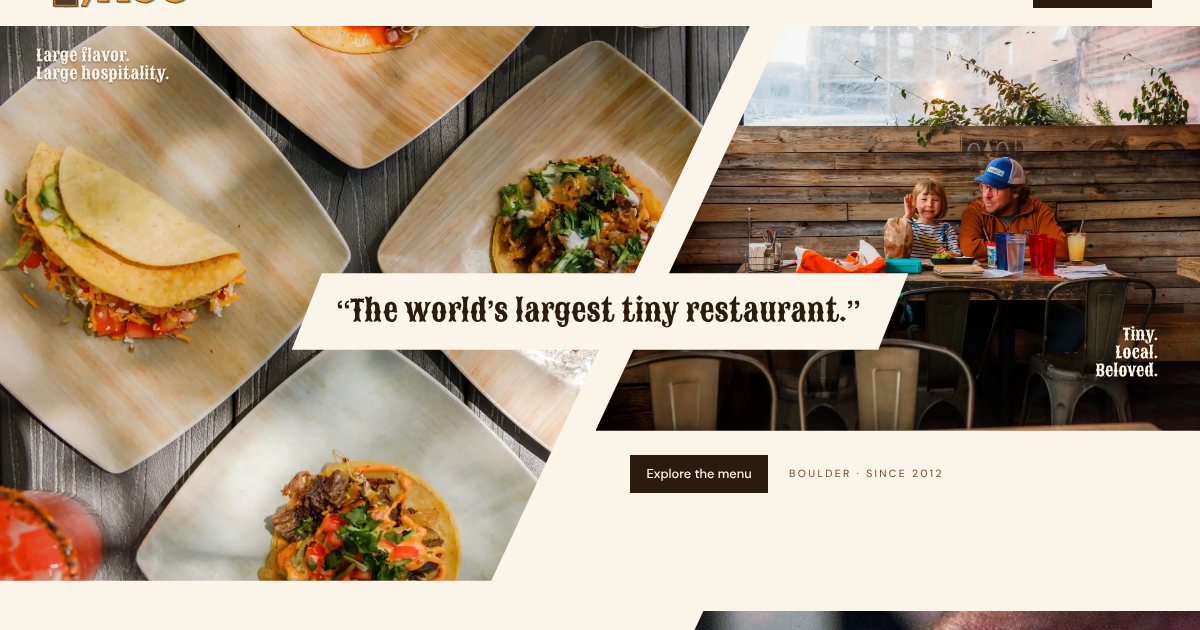 Large flavor.
Large hospitality.
“The world’s largest tiny restaurant.”
Tiny.
Local.
Beloved.
Explore the menu
BOULDER · SINCE 2012